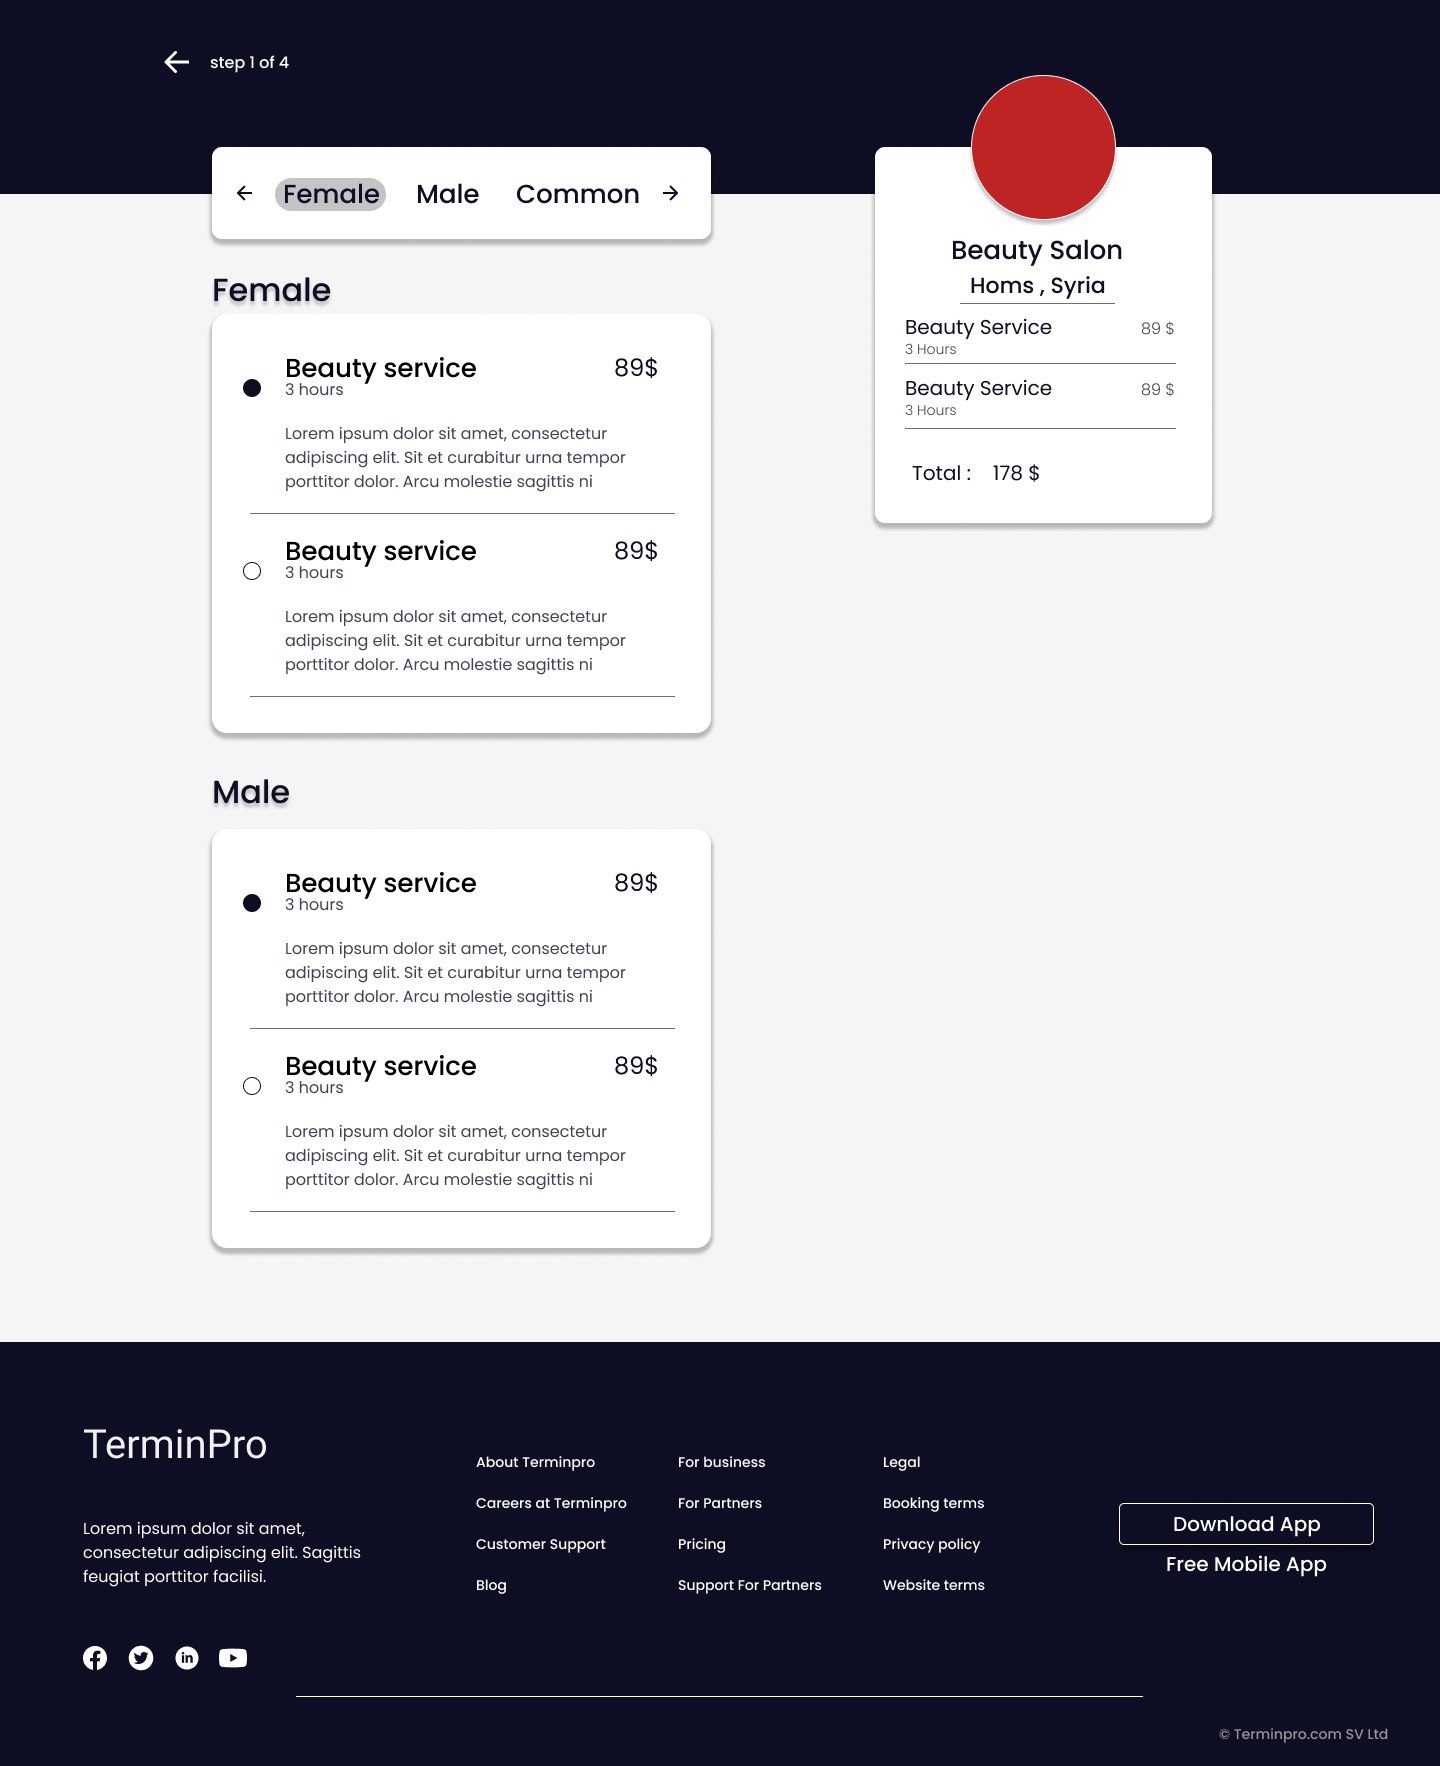 step 1 of 4
Female
Male
Common
Female
Beauty service
89$
3 hours
Lorem ipsum dolor sit amet, consectetur
adipiscing elit. Sit et curabitur urna tempor
porttitor dolor. Arcu molestie sagittis ni
Beauty service
89$
3 hours
Lorem ipsum dolor sit amet, consectetur
adipiscing elit. Sit et curabitur urna tempor
porttitor dolor. Arcu molestie sagittis ni
Male
Beauty service
89$
3 hours
Lorem ipsum dolor sit amet, consectetur
adipiscing elit. Sit et curabitur urna tempor
porttitor dolor. Arcu molestie sagittis ni
Beauty service
89$
3 hours
Lorem ipsum dolor sit amet, consectetur
adipiscing elit. Sit et curabitur urna tempor
porttitor dolor. Arcu molestie sagittis ni
Beauty Salon
Homs , Syria
Beauty Service
89 $
3 Hours
Beauty Service
89 $
3 Hours
Total : 178 $
TerminPro
Lorem ipsum dolor sit amet,
consectetur adipiscing elit. Sagittis
feugiat porttitor facilisi.
About Terminpro
Careers at Terminpro
Customer Support
Blog
For business
For Partners
Pricing
Support For Partners
Legal
Booking terms
Privacy policy
Website terms
Download App
Free Mobile App
© Terminpro.com SV Ltd